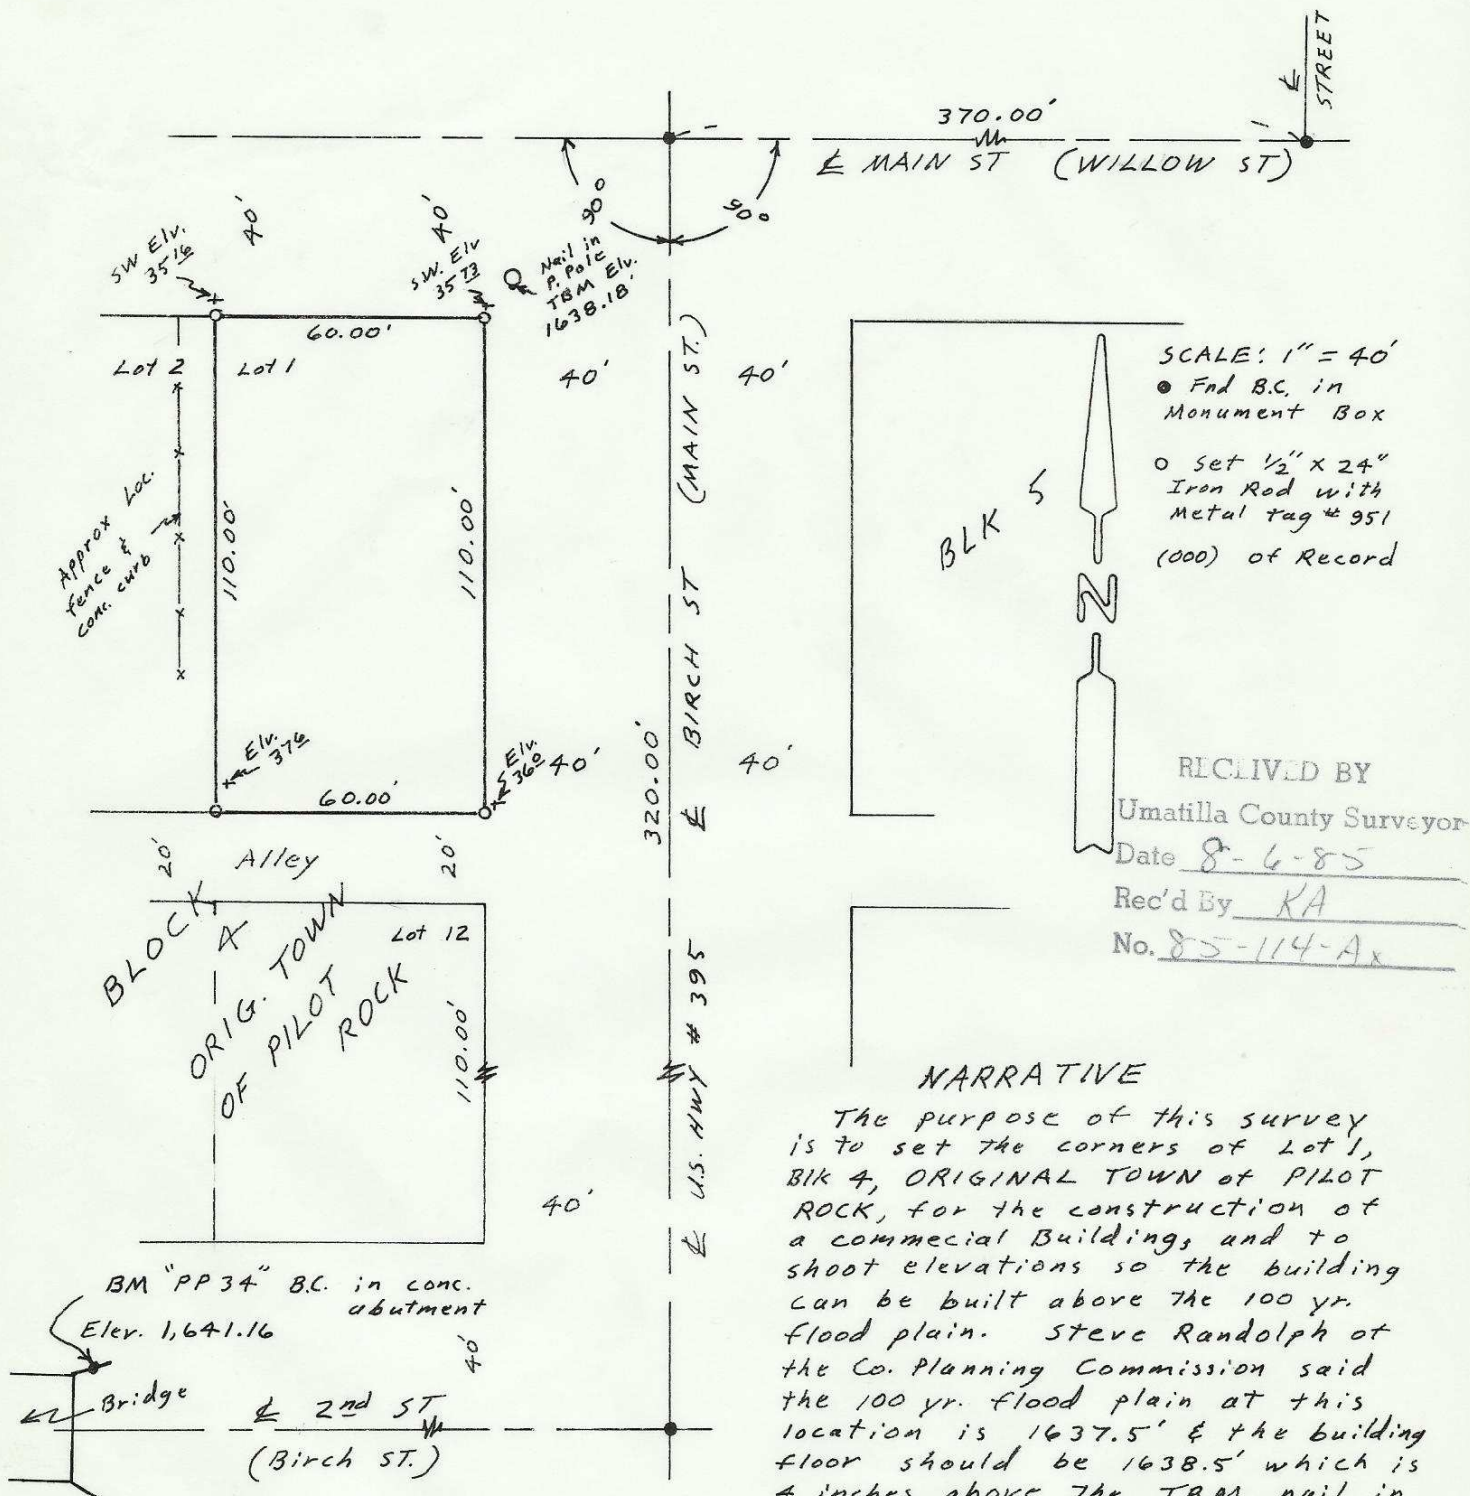 STREET
℄
370.00'
℄ MAIN ST (WILLOW ST)
90°
90°
40'
40'
SW Elv.
35 16
SW. Elv
35 73
Nail in
P. Pole
TBM Elv.
1638.18'
60.00'
Lot 2
Lot 1
40'
40'
110.00'
110.00'
Approx Loc.
fence &
conc. curb
Elv.
37 6
Elv.
36 0
40'
40'
60.00'
320.00'
℄ BIRCH ST (MAIN ST.)
BLK 5
SCALE: 1" = 40'
Fnd B.C. in
Monument Box
Set 1/2" x 24"
Iron Rod with
Metal tag # 951
(000) of Record
N
RECEIVED BY
Umatilla County Surveyor
Date 8-6-85
Rec'd By KA
No. 85-114-Ax
20'
Alley
20'
BLOCK 4
ORIG. TOWN
OF PILOT
ROCK
Lot 12
110.00'
℄ U.S. HWY # 395
40'
BM "PP 34" B.C. in conc.
abutment
Elev. 1,641.16
40'
Bridge
℄ 2nd ST
(Birch ST.)
NARRATIVE
The purpose of this survey
is to set the corners of Lot 1,
Blk 4, ORIGINAL TOWN of PILOT
ROCK, for the construction of
a commecial Building, and to
shoot elevations so the building
can be built above the 100 yr.
flood plain. Steve Randolph of
the Co. Planning Commission said
the 100 yr. flood plain at this
location is 1637.5' & the building
floor should be 1638.5' which is
4 inches above the TBM nail in